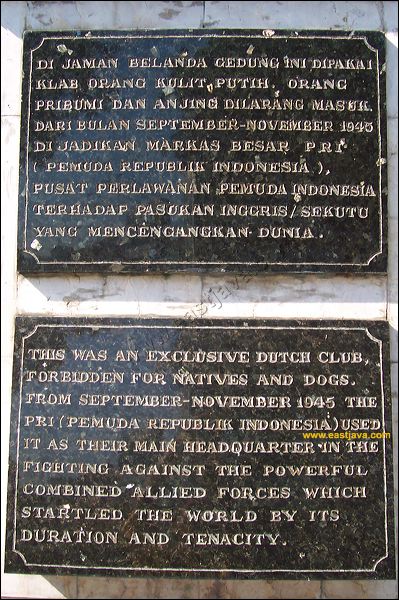 DI JAMAN BELANDA GEDUNG INI DIPAKAI
KLAB ORANG KULIT PUTIH. ORANG
PRIBUMI DAN ANJING DILARANG MASUK.
DARI BULAN SEPTEMBER-NOVEMBER 1945
DI JADIKAN MARKAS BESAR PRI
(PEMUDA REPUBLIK INDONESIA),
PUSAT PERLAWANAN PEMUDA INDONESIA
TERHADAP PASUKAN INGGRIS/SEKUTU
YANG MENCENGANGKAN DUNIA.
THIS WAS AN EXCLUSIVE DUTCH CLUB,
FORBIDDEN FOR NATIVES AND DOGS.
FROM SEPTEMBER-NOVEMBER 1945 THE
PRI (PEMUDA REPUBLIK INDONESIA) USED
www.eastjava.com
IT AS THEIR MAIN HEADQUARTER IN THE
FIGHTING AGAINST THE POWERFUL
COMBINED ALLIED FORCES WHICH
STARTLED THE WORLD BY ITS
DURATION AND TENACITY.